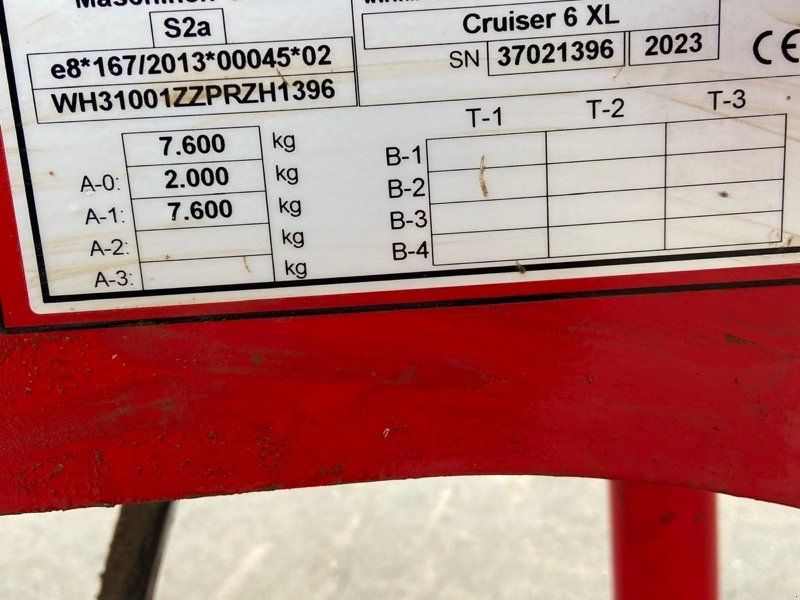 S2a
Cruiser 6 XL
e8*167/2013*00045*02
SN 37021396 2023 CE
WH31001ZZPRZH1396
T-1 T-2 T-3
7.600 kg
B-1
A-0: 2.000 kg
B-2
A-1: 7.600 kg
B-3
A-2: kg
B-4
A-3: kg